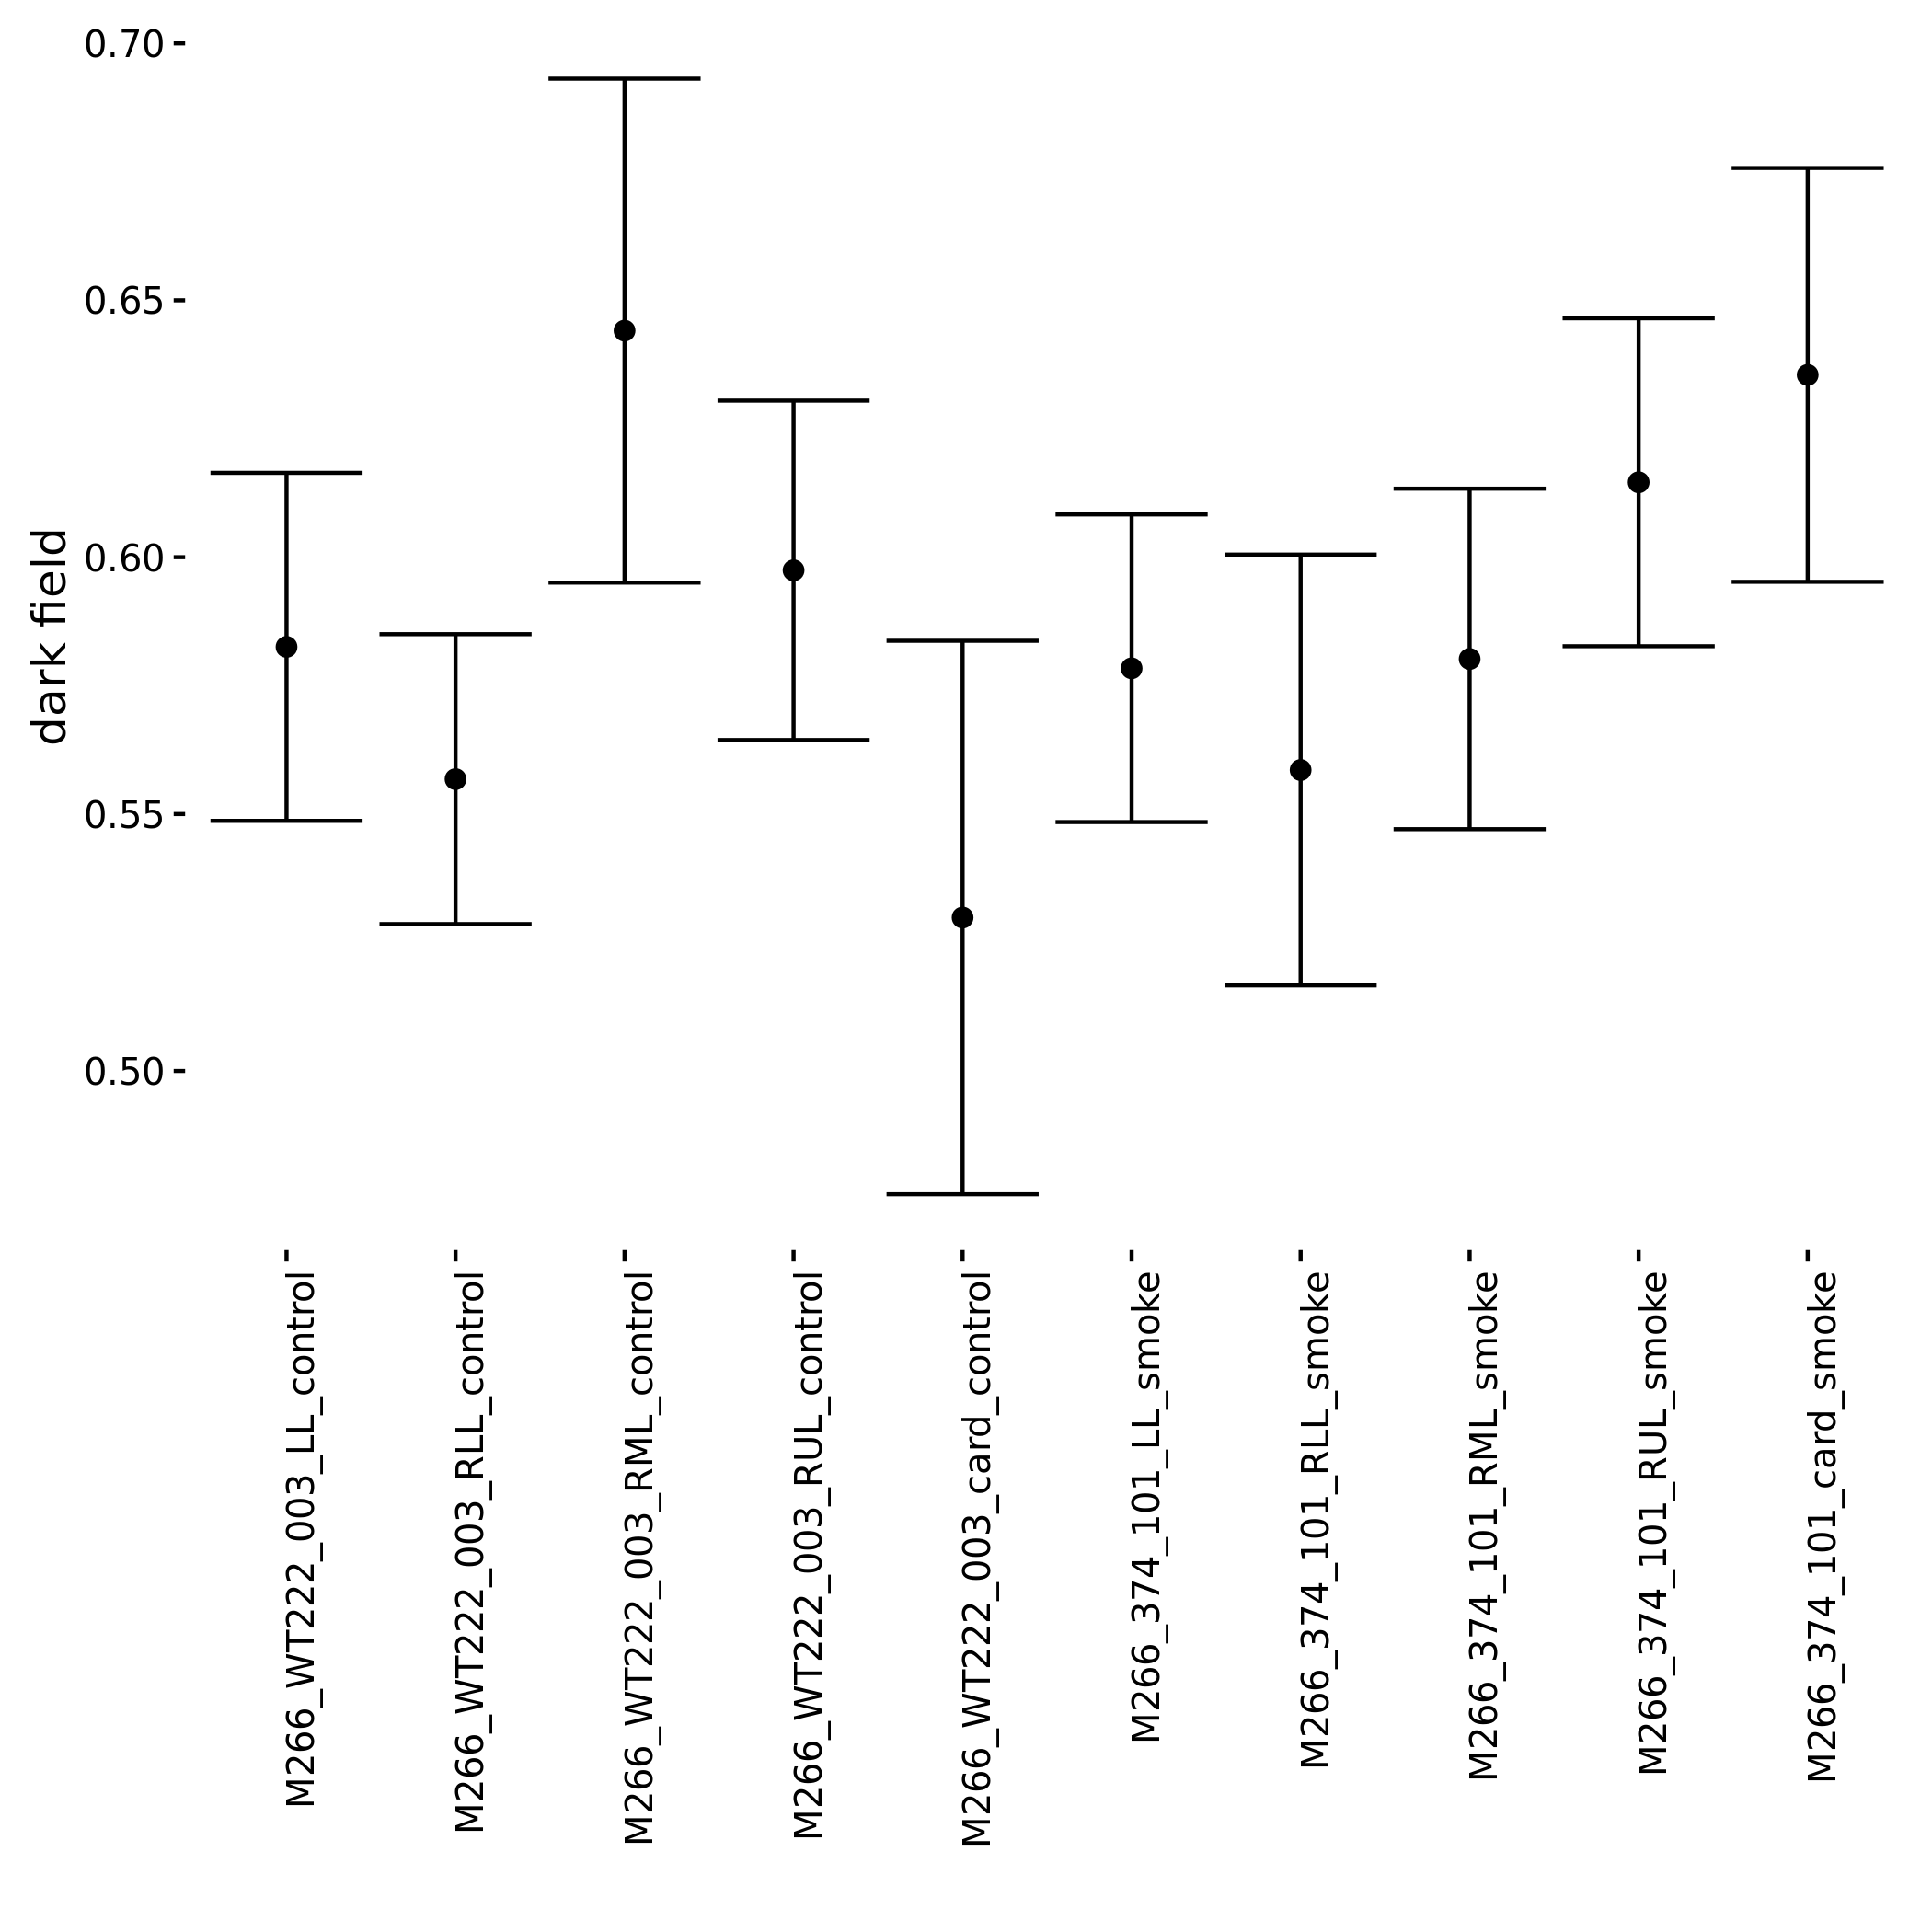 0.70
0.65
0.60
0.55
0.50
dark field
M266_WT222_003_LL_control
M266_WT222_003_RLL_control
M266_WT222_003_RML_control
M266_WT222_003_RUL_control
M266_WT222_003_card_control
M266_374_101_LL_smoke
M266_374_101_RLL_smoke
M266_374_101_RML_smoke
M266_374_101_RUL_smoke
M266_374_101_card_smoke